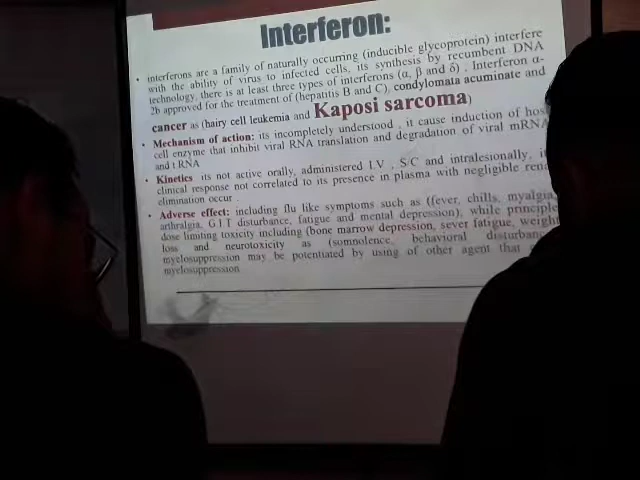 Interferon:
• interferons are a family of naturally occurring (inducible glycoprotein) interfere
with the ability of virus to infected cells, its synthesis by recumbent DNA
technology, there is at least three types of interferons (α, β and δ) . Interferon α-
2b approved for the treatment of (hepatitis B and C), condylomata acuminate and
cancer as (hairy cell leukemia and Kaposi sarcoma)
• Mechanism of action: its incompletely understood , it cause induction of hos
cell enzyme that inhibit viral RNA translation and degradation of viral mRNA
and t RNA
• Kinetics its not active orally, administered I.V , S/C and intralesionally, i
clinical response not correlated to its presence in plasma with negligible rena
elimination occur .
• Adverse effect: including flu like symptoms such as (fever, chills, myalgia,
arthralgia, G.I.T disturbance, fatigue and mental depression), while principle
dose limiting toxicity including (bone marrow depression, sever fatigue, weight
loss and neurotoxicity as (somnolence, behavioral disturbanc
myelosuppression may be potentiated by using of other agent that
myelosuppression